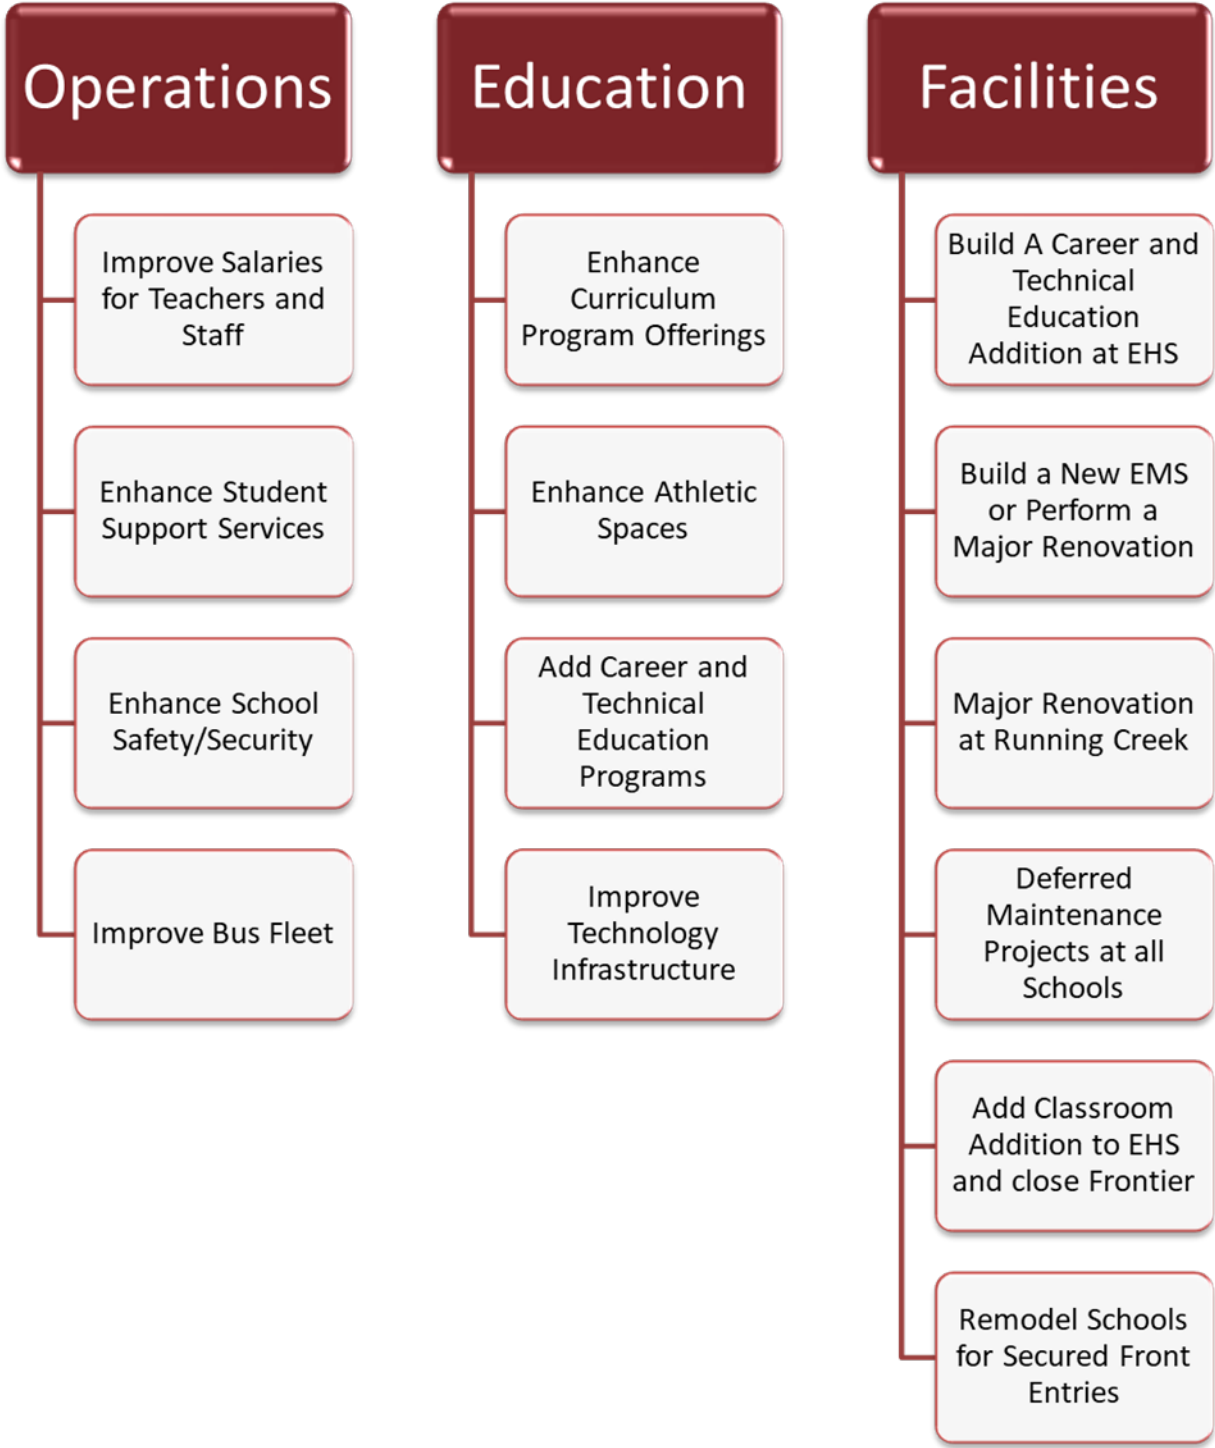 Operations
Improve Salaries
for Teachers and
Staff
Enhance Student
Support Services
Enhance School
Safety/Security
Improve Bus Fleet
Education
Enhance
Curriculum
Program Offerings
Enhance Athletic
Spaces
Add Career and
Technical
Education
Programs
Improve
Technology
Infrastructure
Facilities
Build A Career and
Technical
Education
Addition at EHS
Build a New EMS
or Perform a
Major Renovation
Major Renovation
at Running Creek
Deferred
Maintenance
Projects at all
Schools
Add Classroom
Addition to EHS
and close Frontier
Remodel Schools
for Secured Front
Entries